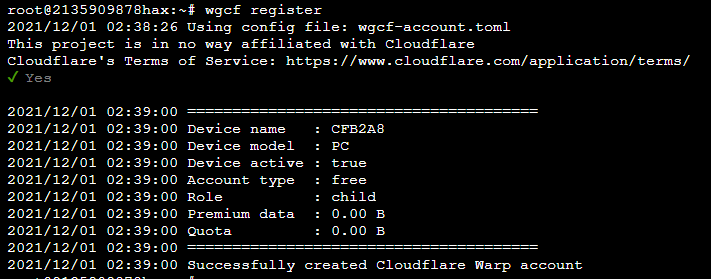 root@2135909878hax:~# wgcf register
2021/12/01 02:38:26 Using config file: wgcf-account.toml
This project is in no way affiliated with Cloudflare
Cloudflare's Terms of Service: https://www.cloudflare.com/application/terms/
✓ Yes
2021/12/01 02:39:00 =======================================
2021/12/01 02:39:00 Device name   : CFB2A8
2021/12/01 02:39:00 Device model  : PC
2021/12/01 02:39:00 Device active : true
2021/12/01 02:39:00 Account type  : free
2021/12/01 02:39:00 Role          : child
2021/12/01 02:39:00 Premium data  : 0.00 B
2021/12/01 02:39:00 Quota         : 0.00 B
2021/12/01 02:39:00 =======================================
2021/12/01 02:39:00 Successfully created Cloudflare Warp account